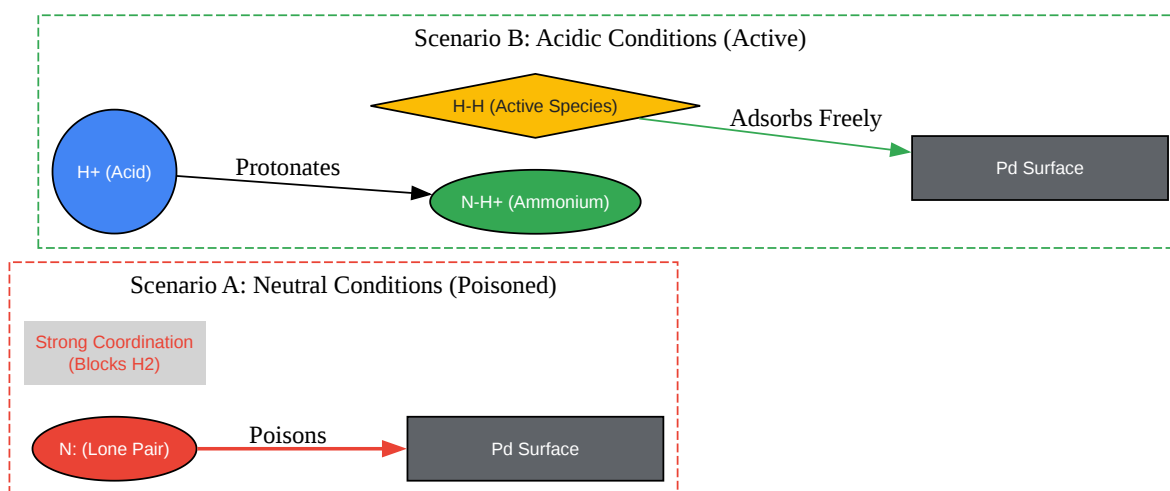 Scenario B: Acidic Conditions (Active)
H-H (Active Species)
Adsorbs Freely
H+ (Acid)
Protonates
Pd Surface
N-H+ (Ammonium)
Scenario A: Neutral Conditions (Poisoned)
Strong Coordination
(Blocks H2)
N: (Lone Pair)
Poisons
Pd Surface